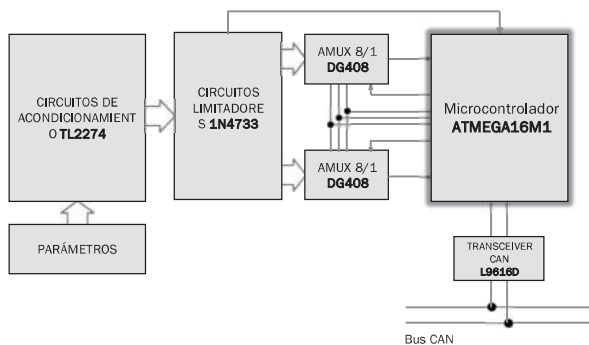 CIRCUITOS DE
ACONDICIONAMIENT
O TL2274
PARÁMETROS
CIRCUITOS
LIMITADORE
S 1N4733
AMUX 8/1
DG408
AMUX 8/1
DG408
Microcontrolador
ATMEGA16M1
TRANSCEIVER
CAN
L9616D
Bus CAN